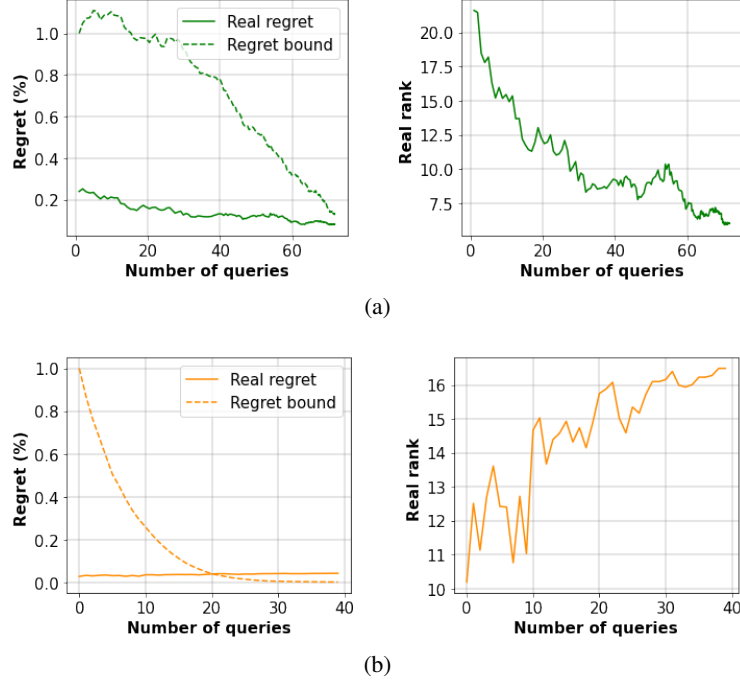 1.0
0.8
0.6
0.4
0.2
Regret (%)
Real regret
Regret bound
0 20 40 60
Number of queries
20.0
17.5
15.0
12.5
10.0
7.5
Real rank
0 20 40 60
Number of queries
(a)
1.0
0.8
0.6
0.4
0.2
0.0
Regret (%)
Real regret
Regret bound
0 10 20 30 40
Number of queries
16
15
14
13
12
11
10
Real rank
0 10 20 30 40
Number of queries
(b)